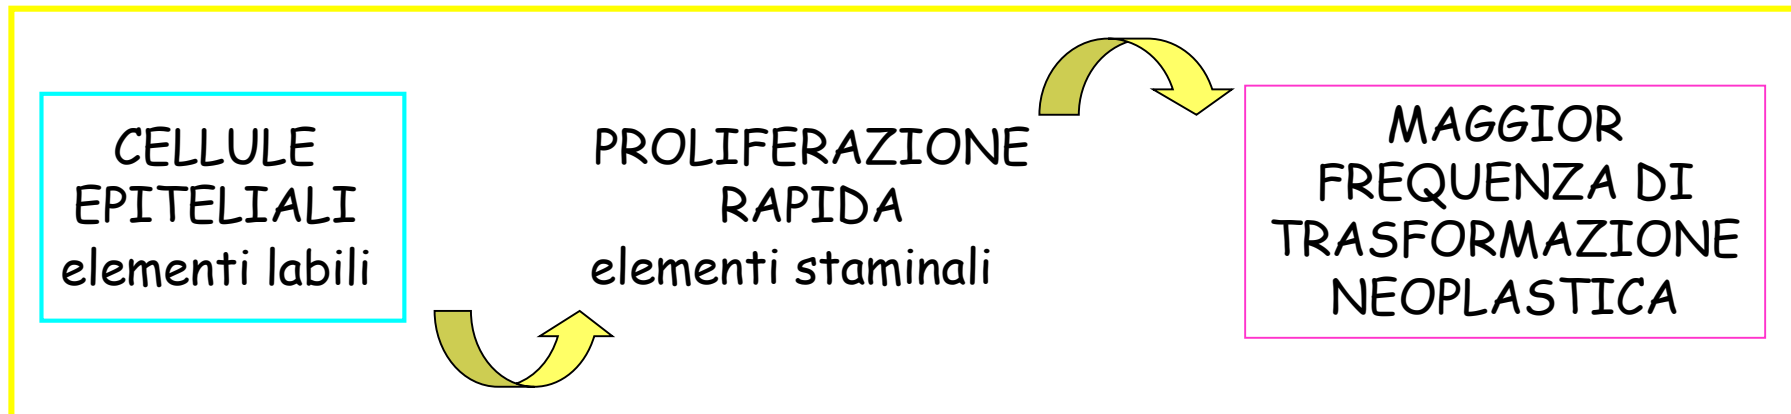 CELLULE
EPITELIALI
elementi labili
PROLIFERAZIONE
RAPIDA
elementi staminali
MAGGIOR
FREQUENZA DI
TRASFORMAZIONE
NEOPLASTICA